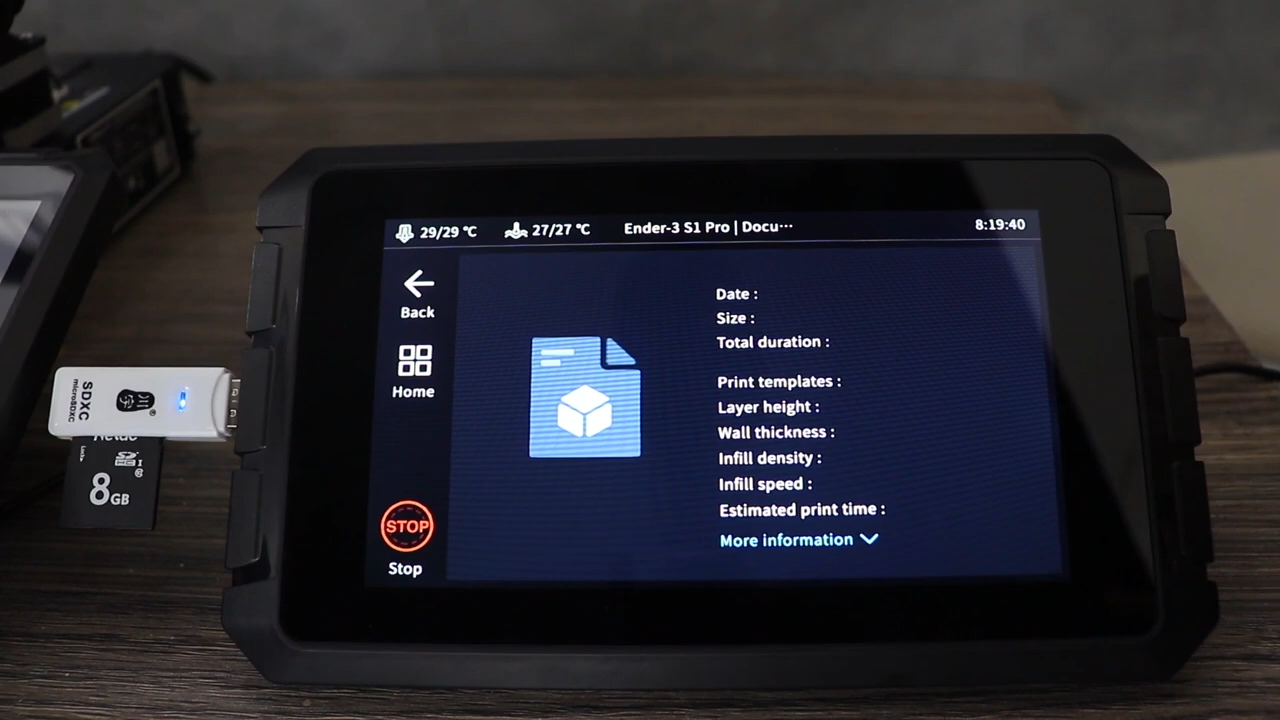 29/29 ℃
27/27 ℃
Ender-3 S1 Pro | Docu···
8:19:40
Back
Home
STOP
Stop
Date :
Size :
Total duration :
Print templates :
Layer height :
Wall thickness :
Infill density :
Infill speed :
Estimated print time :
More information
SDXC
microSDXC
川
8GB